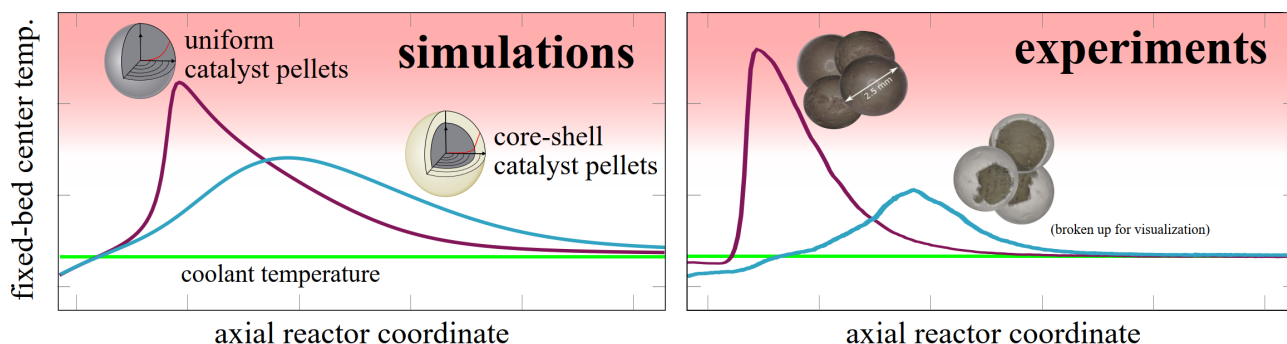 fixed-bed center temp.
uniform
catalyst pellets
simulations
core-shell
catalyst pellets
coolant temperature
axial reactor coordinate
experiments
2.5 mm
(broken up for visualization)
axial reactor coordinate